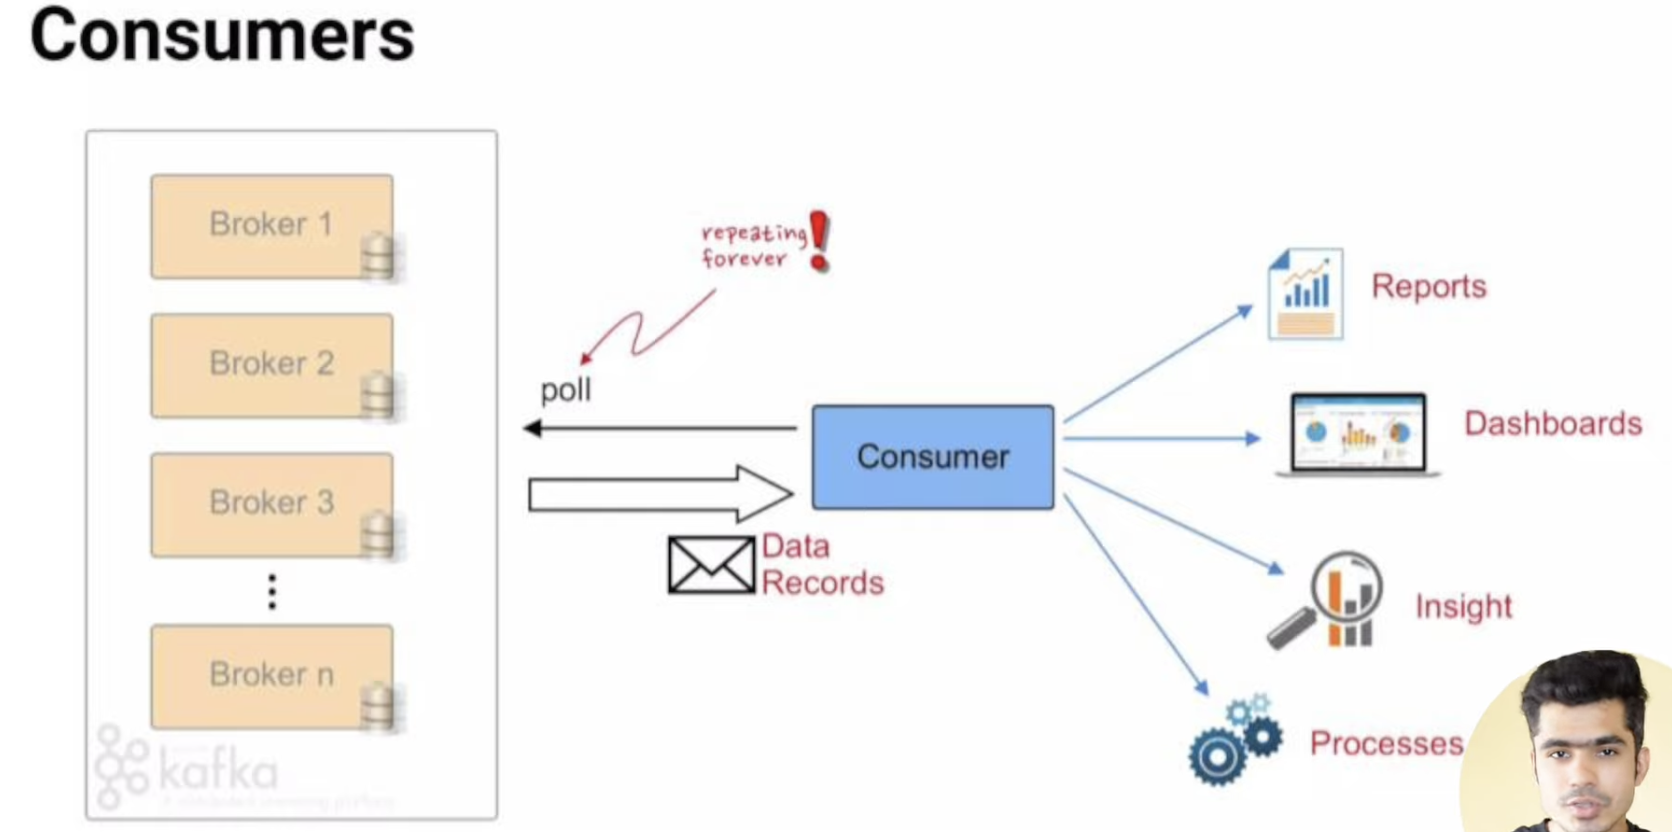 Consumers
Broker 1
Broker 2
Broker 3
Broker n
kafka
repeating
forever
poll
Consumer
Data
Records
Reports
Dashboards
Insight
Processes